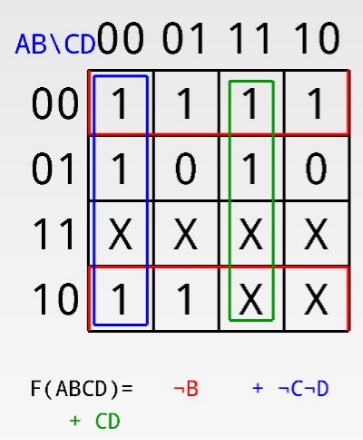 AB\CD 00 01 11 10
00 1 1 1 1
01 1 0 1 0
11 X X X X
10 1 1 X X
F(ABCD)= ¬B + ¬C¬D
+ CD